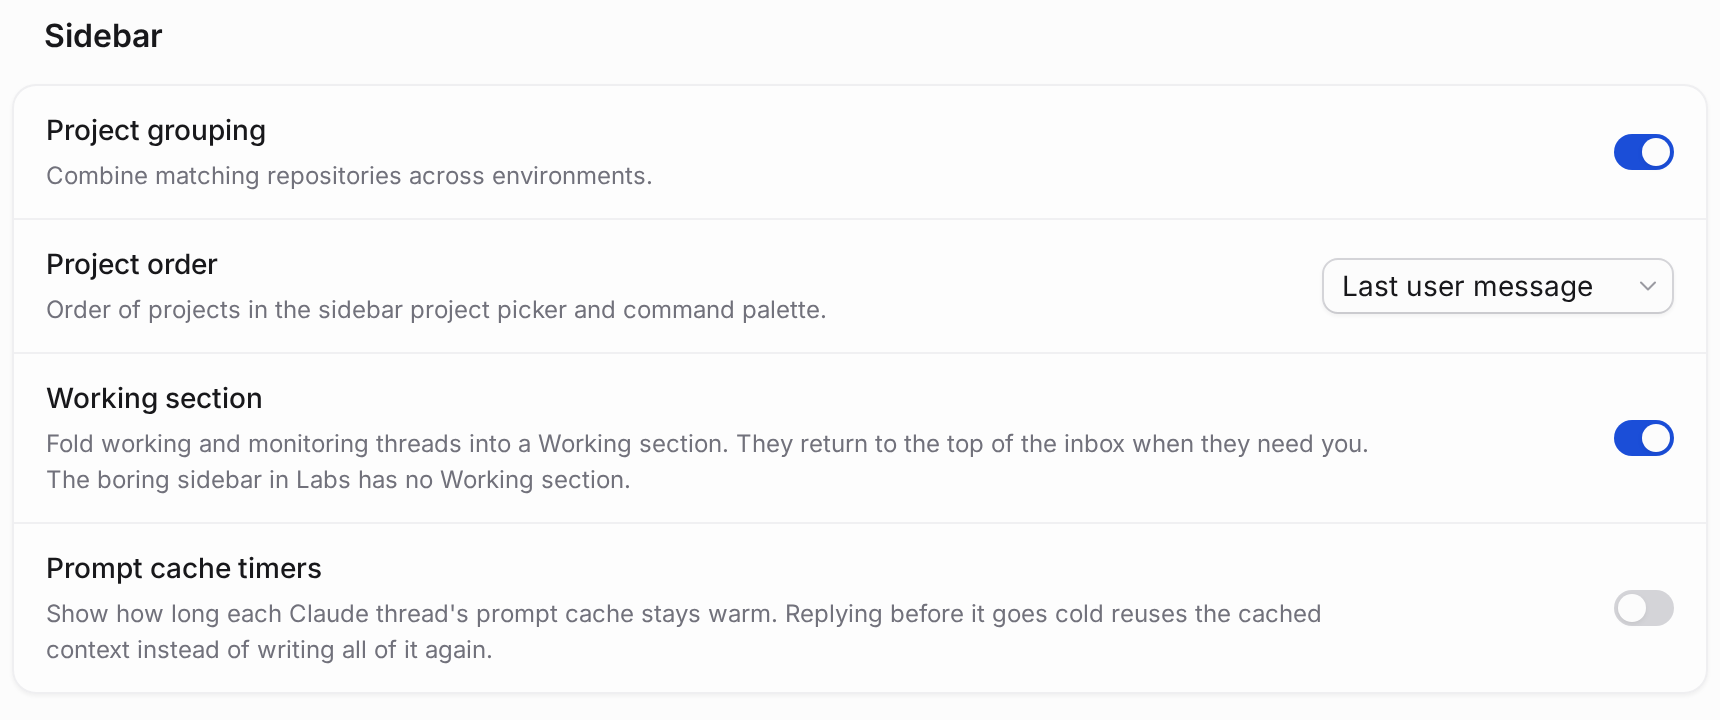 Sidebar
Project grouping
Combine matching repositories across environments.
Project order
Order of projects in the sidebar project picker and command palette.
Last user message
Working section
Fold working and monitoring threads into a Working section. They return to the top of the inbox when they need you.
The boring sidebar in Labs has no Working section.
Prompt cache timers
Show how long each Claude thread's prompt cache stays warm. Replying before it goes cold reuses the cached
context instead of writing all of it again.